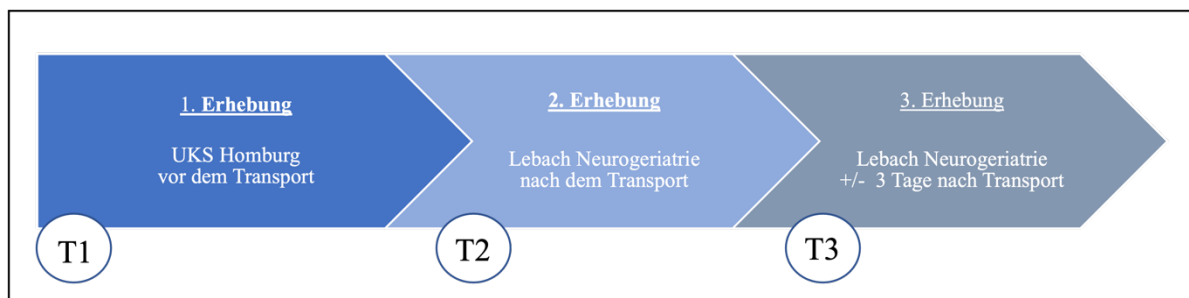 1. Erhebung
UKS Homburg
vor dem Transport
T1
2. Erhebung
Lebach Neurogeriatrie
nach dem Transport
T2
3. Erhebung
Lebach Neurogeriatrie
+/- 3 Tage nach Transport
T3